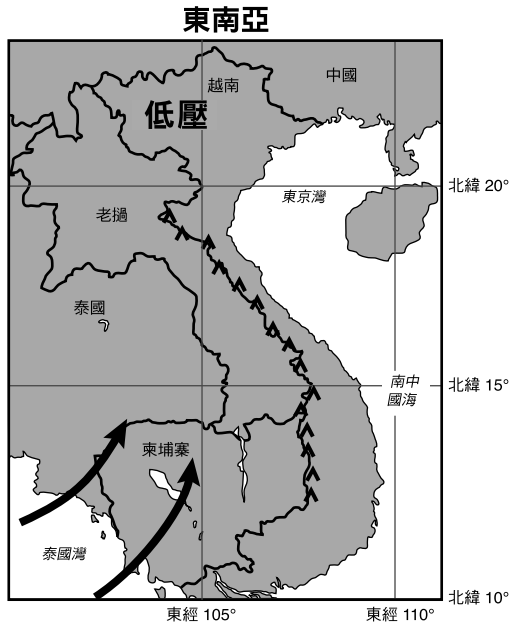 東南亞
越南
中國
低壓
北緯 20°
東京灣
老撾
泰國
北緯 15°
南中
國海
柬埔寨
泰國灣
北緯 10°
東經 105°
東經 110°